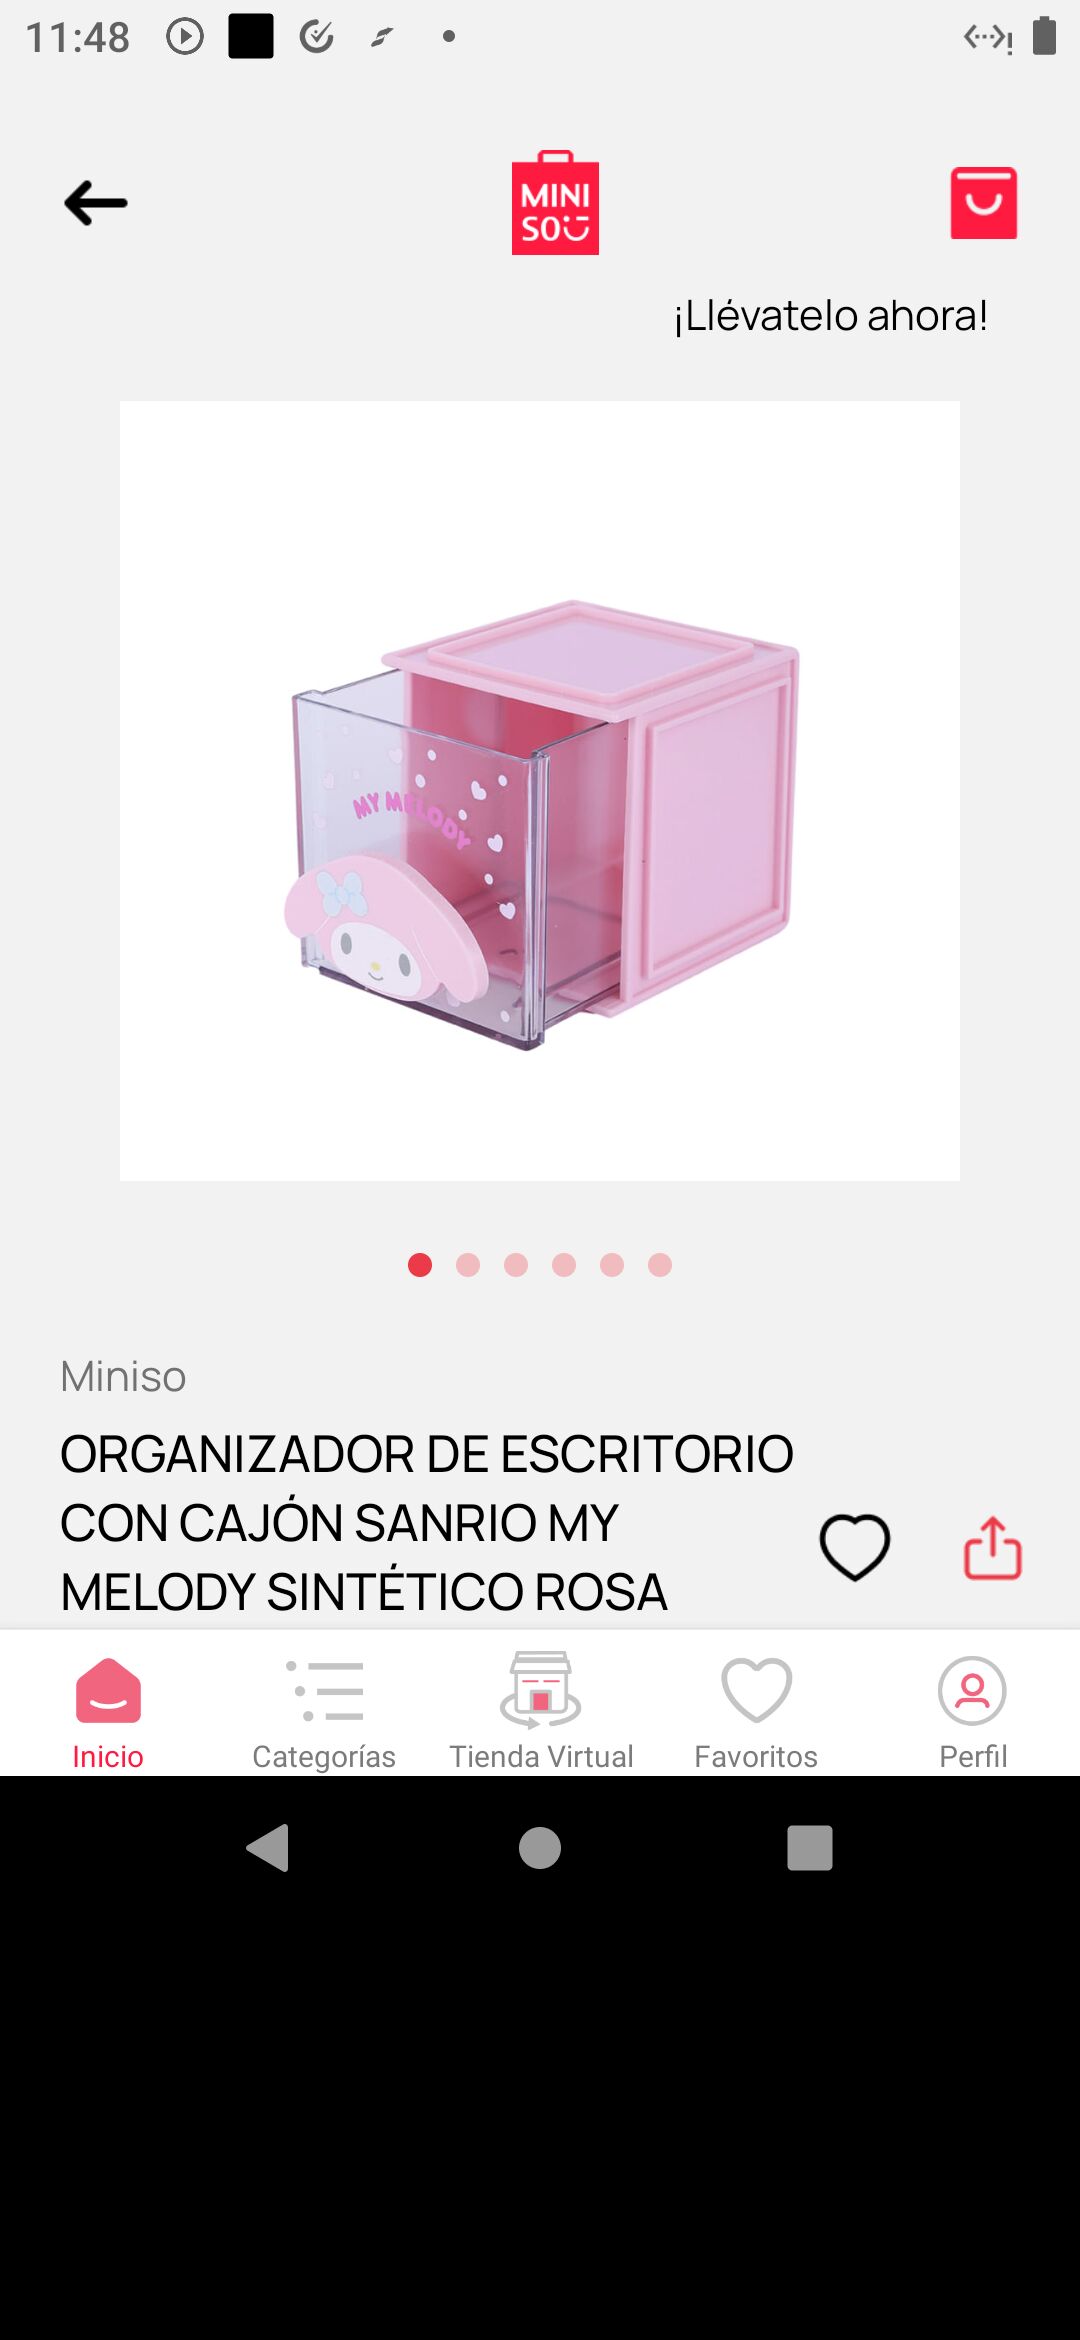 11:48
MINI
SO
¡Llévatelo ahora!
MY MELODY
Miniso
ORGANIZADOR DE ESCRITORIO
CON CAJÓN SANRIO MY
MELODY SINTÉTICO ROSA
Inicio
Categorías
Tienda Virtual
Favoritos
Perfil